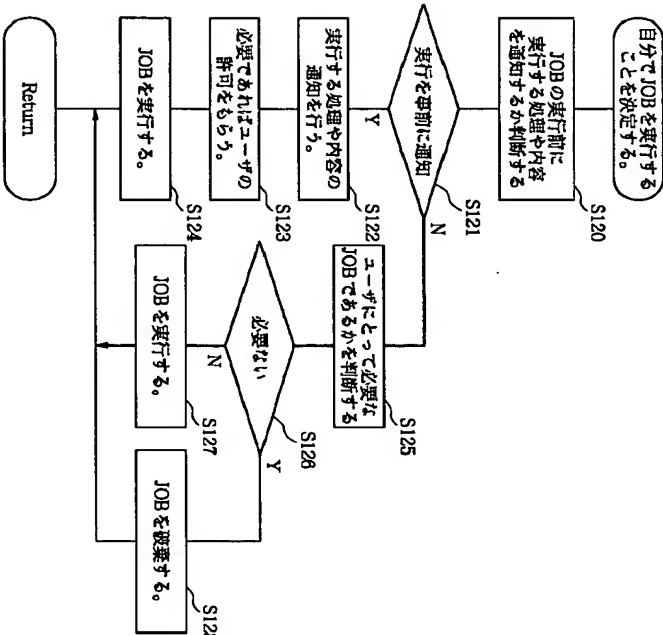 自分でJOBを実行する
ことを決定する。
JOBの実行前に
実行する処理や内容
を通知するか判断する
S120
実行を事前に通知
S121
Y
N
実行する処理や内容の
通知を行う。
S122
必要であればユーザの
許可をもらう。
S123
JOBを実行する。
S124
ユーザにとって必要な
JOBであるかを判断する
S125
必要ない
S126
N
Y
JOBを実行する。
S127
JOBを破棄する。
Return